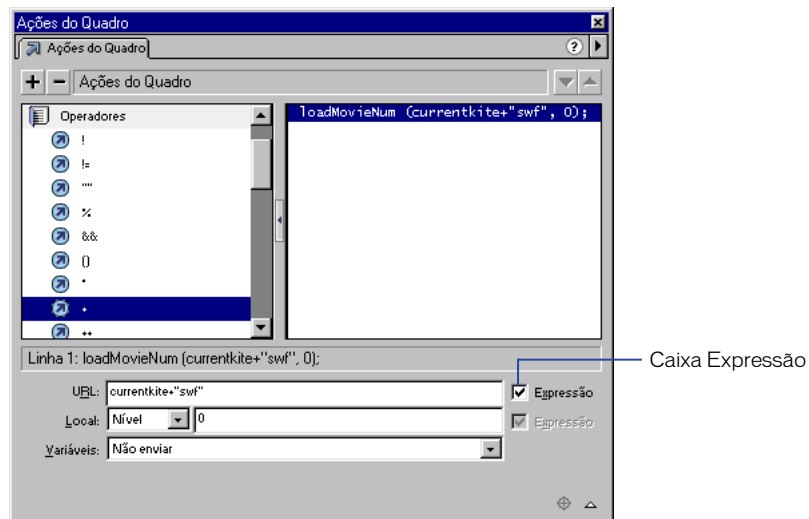 Ações do Quadro
Ações do Quadro
?
+ - Ações do Quadro
Operadores
loadMovieNum (currentkite+"swf", 0);
!
!=
""
%
&&
()
*
+
++
Linha 1: loadMovieNum (currentkite+"swf", 0);
Caixa Expressão
URL: currentkite+"swf" Expressão
Local: Nível 0 Expressão
Variáveis: Não enviar